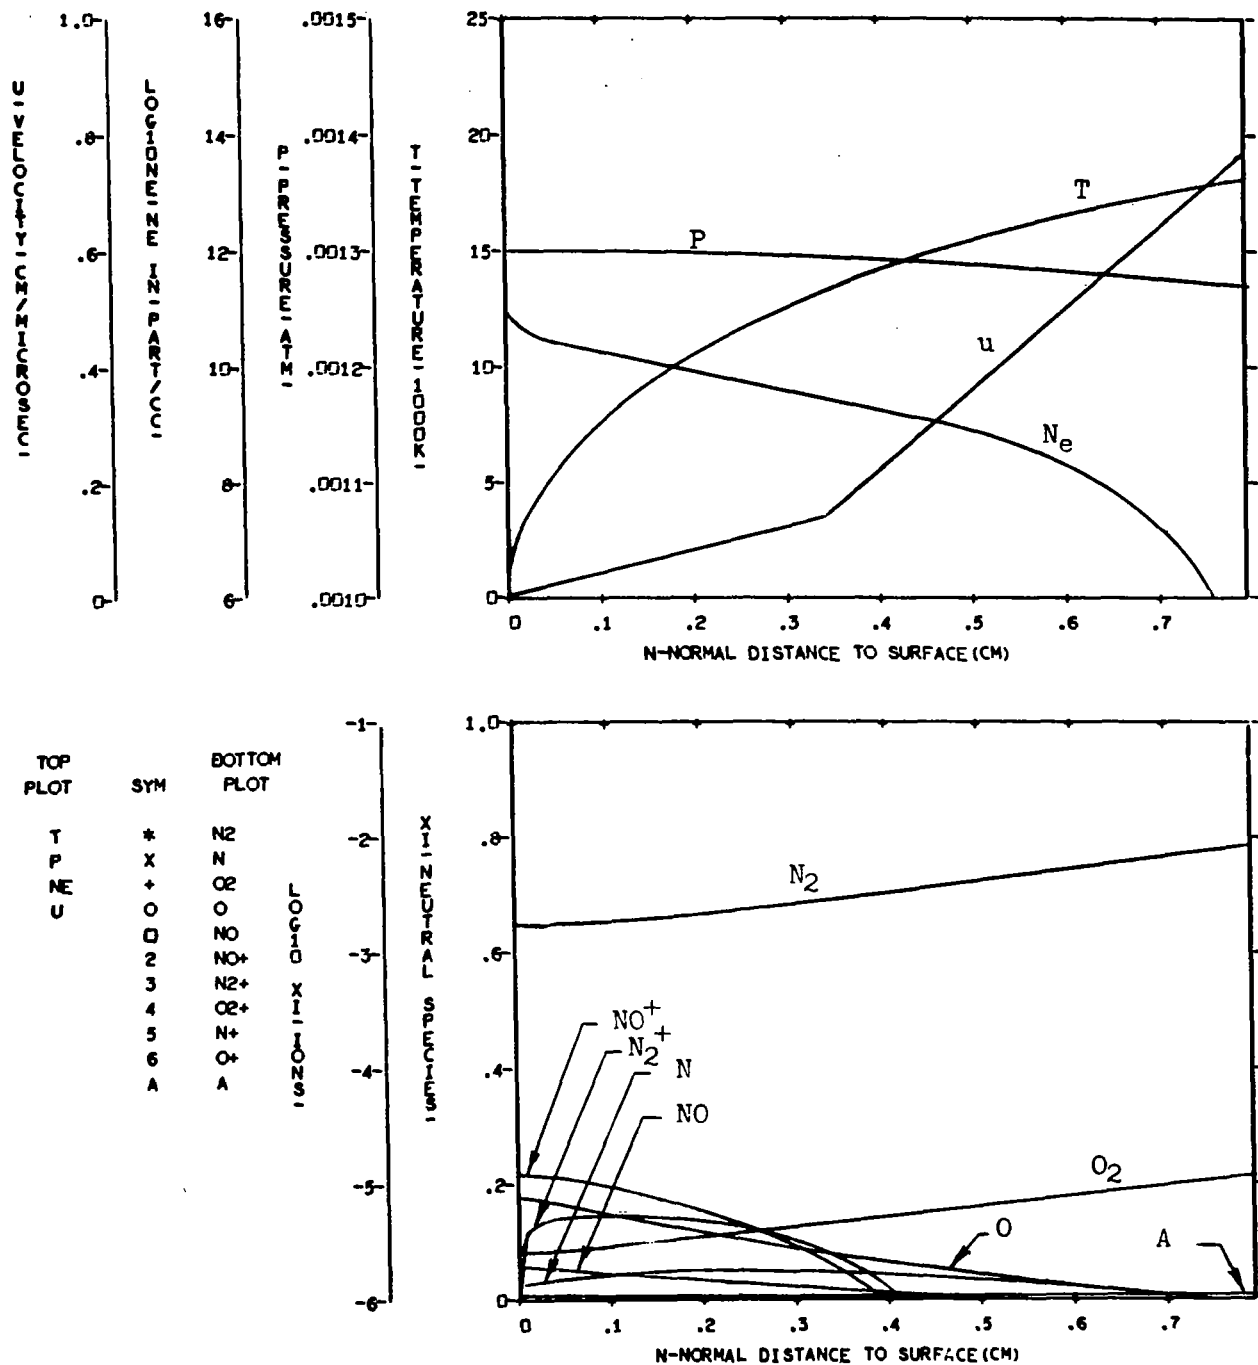 U-VELOCITY-CM/MICROSEC-
1.0-
.8-
.6-
.4-
.2-
0-
LOG10NE-NE IN-PART/CC-
16-
14-
12-
10-
8-
6-
P-PRESSURE-ATM-
.0015-
.0014-
.0013-
.0012-
.0011-
.0010-
T-TEMPERATURE-1000K-
25
20
15
10
5
0
T
P
u
Ne
0 .1 .2 .3 .4 .5 .6 .7
N-NORMAL DISTANCE TO SURFACE(CM)
TOP PLOT SYM BOTTOM PLOT
T * N2
P X N
NE + O2
U O O
□ NO
2 NO+
3 N2+
4 O2+
5 N+
6 O+
A A
LOG10 XI-IONS-
-1-
-2-
-3-
-4-
-5-
-6-
XI-NEUTRAL SPECIES-
1.0
.8
.6
.4
.2
0
N2
NO+
N2+
N
NO
O2
O
A
0 .1 .2 .3 .4 .5 .6 .7
N-NORMAL DISTANCE TO SURFACE(CM)